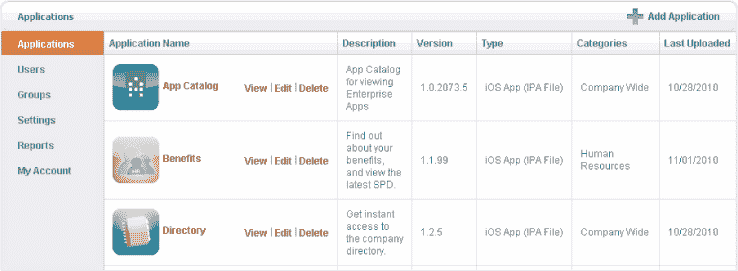 Applications
Add Application
Applications
Users
Groups
Settings
Reports
My Account
Application Name Description Version Type Categories Last Uploaded
App Catalog View | Edit | Delete
App Catalog
for viewing
Enterprise
Apps
1.0.2073.5 iOS App (IPA File) Company Wide 10/28/2010
Benefits View | Edit | Delete
Find out
about your
benefits,
and view the
latest SPD.
1.1.99 iOS App (IPA File)
Human
Resources
11/01/2010
Directory View | Edit | Delete
Get instant
access to
the company
directory.
1.2.5 iOS App (IPA File) Company Wide 10/28/2010